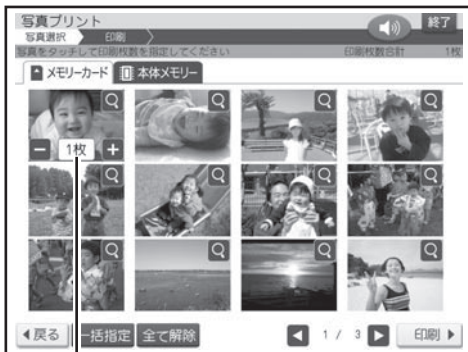 写真プリント
終了
写真選択 印刷
写真をタッチして印刷枚数を指定してください 印刷枚数合計 1枚
メモリーカード 本体メモリー
− 1枚 +
戻る 一括指定 全て解除 1 / 3 印刷